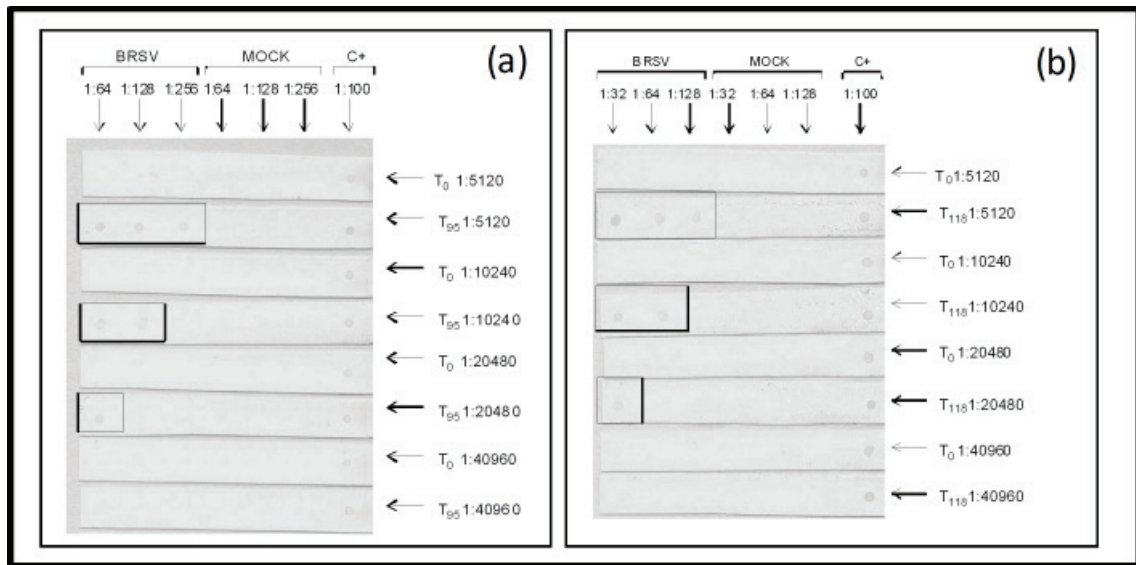 (a)
BRSV MOCK C+
1:64 1:128 1:256 1:64 1:128 1:256 1:100
T0 1:5120
T95 1:5120
T0 1:10240
T95 1:10240
T0 1:20480
T95 1:20480
T0 1:40960
T95 1:40960
(b)
BRSV MOCK C+
1:32 1:64 1:128 1:32 1:64 1:128 1:100
T0 1:5120
T118 1:5120
T0 1:10240
T118 1:10240
T0 1:20480
T118 1:20480
T0 1:40960
T118 1:40960